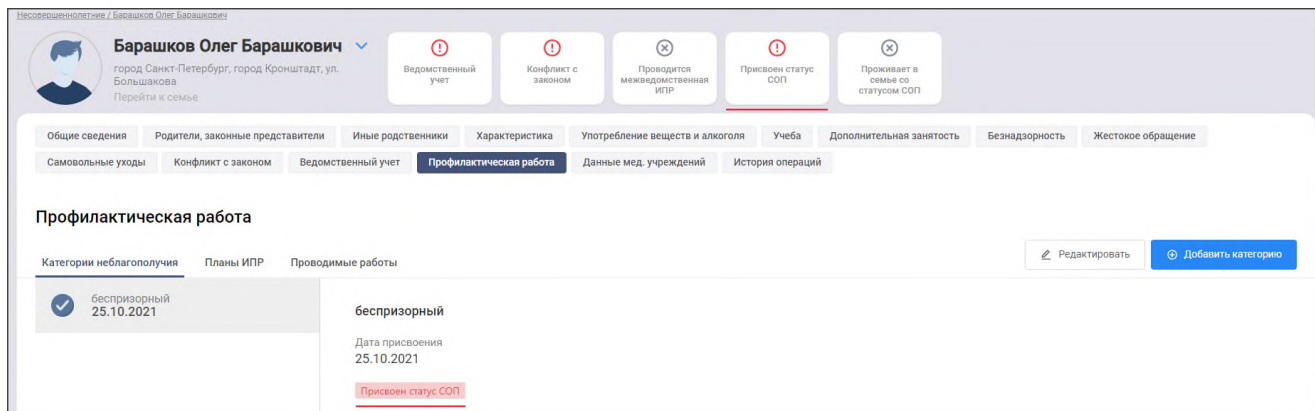 Несовершеннолетние / Барашков Олег Барашкович
Барашков Олег Барашкович
город Санкт-Петербург, город Кронштадт, ул.
Большакова
Перейти к семье
Ведомственный
учет
Конфликт с
законом
Проводится
межведомственная
ИПР
Присвоен статус
СОП
Проживает в
семье со
статусом СОП
Общие сведения Родители, законные представители Иные родственники Характеристика Употребление веществ и алкоголя Учеба Дополнительная занятость Безнадзорность Жестокое обращение
Самовольные уходы Конфликт с законом Ведомственный учет Профилактическая работа Данные мед. учреждений История операций
Профилактическая работа
Категории неблагополучия Планы ИПР Проводимые работы
Редактировать Добавить категорию
беспризорный
25.10.2021
беспризорный
Дата присвоения
25.10.2021
Присвоен статус СОП